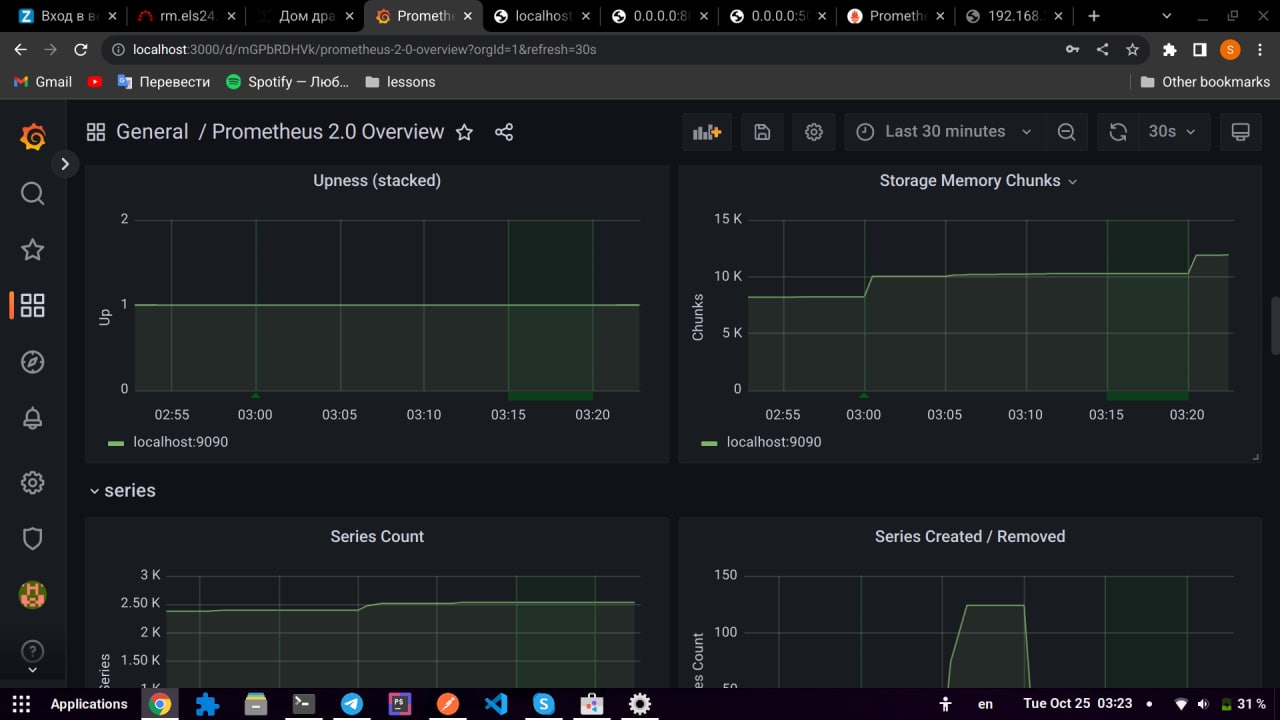 Вход в в
rm.els24.
Дом дра
Prometh
localhost
0.0.0.0:80
0.0.0.0:50
Prometh
192.168.
localhost:3000/d/mGPbRDHVk/prometheus-2-0-overview?orgId=1&refresh=30s
S
Gmail
Перевести
Spotify — Люб...
lessons
Other bookmarks
General / Prometheus 2.0 Overview
Last 30 minutes
30s
Upness (stacked)
2
1
0
Up
02:55 03:00 03:05 03:10 03:15 03:20
localhost:9090
Storage Memory Chunks
15 K
10 K
5 K
0
Chunks
02:55 03:00 03:05 03:10 03:15 03:20
localhost:9090
series
Series Count
3 K
2.50 K
2 K
1.50 K
1 K
series
Series Created / Removed
150
100
50
es Count
Applications
en
Tue Oct 25 03:23
31 %